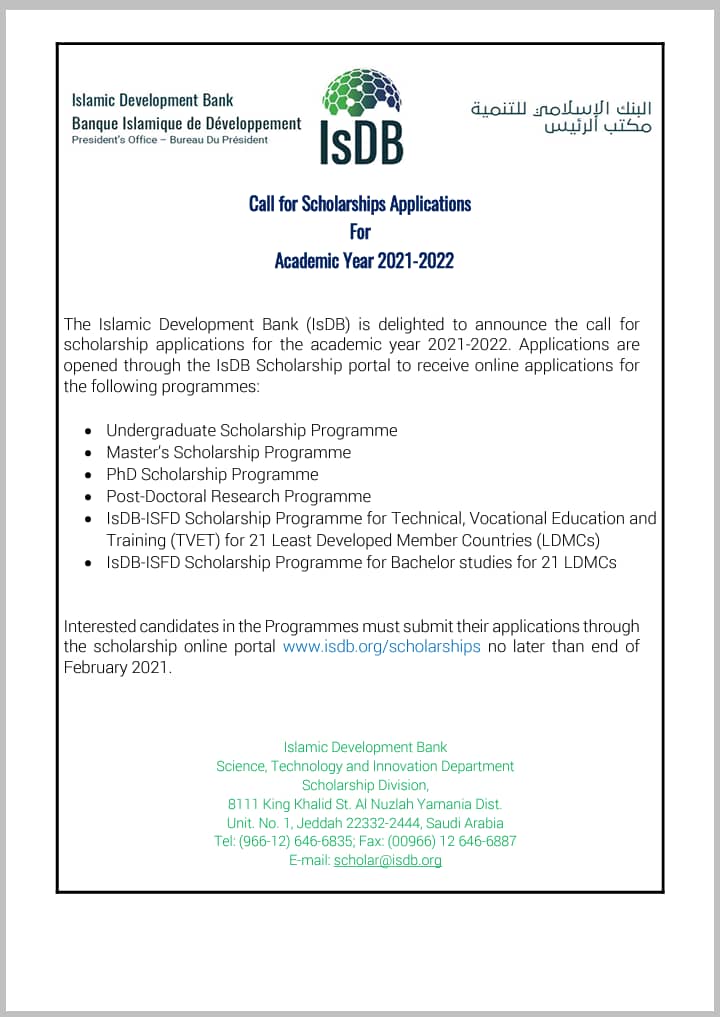 Islamic Development Bank
Banque Islamique de Développement
President's Office – Bureau Du Président
IsDB
البنك الإسلامي للتنمية
مكتب الرئيس
Call for Scholarships Applications
For
Academic Year 2021-2022
The Islamic Development Bank (IsDB) is delighted to announce the call for
scholarship applications for the academic year 2021-2022. Applications are
opened through the IsDB Scholarship portal to receive online applications for
the following programmes:
• Undergraduate Scholarship Programme
• Master's Scholarship Programme
• PhD Scholarship Programme
• Post-Doctoral Research Programme
• IsDB-ISFD Scholarship Programme for Technical, Vocational Education and
Training (TVET) for 21 Least Developed Member Countries (LDMCs)
• IsDB-ISFD Scholarship Programme for Bachelor studies for 21 LDMCs
Interested candidates in the Programmes must submit their applications through
the scholarship online portal www.isdb.org/scholarships no later than end of
February 2021.
Islamic Development Bank
Science, Technology and Innovation Department
Scholarship Division,
8111 King Khalid St. Al Nuzlah Yamania Dist.
Unit. No. 1, Jeddah 22332-2444, Saudi Arabia
Tel: (966-12) 646-6835; Fax: (00966) 12 646-6887
E-mail: scholar@isdb.org